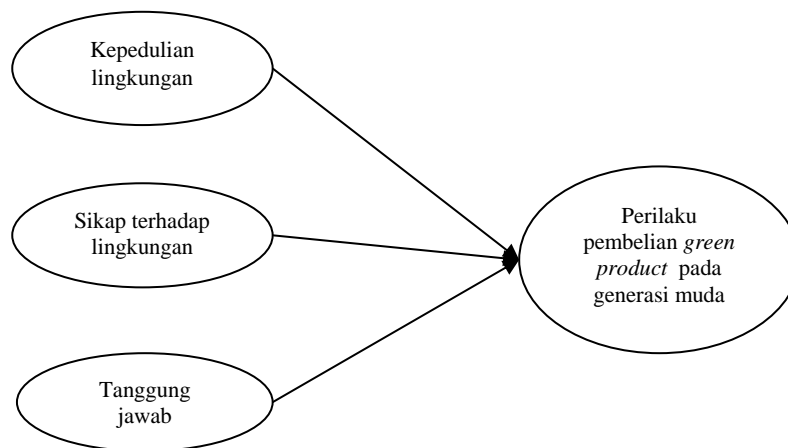 Kepedulian
lingkungan
Sikap terhadap
lingkungan
Tanggung
jawab
Perilaku
pembelian green
product pada
generasi muda